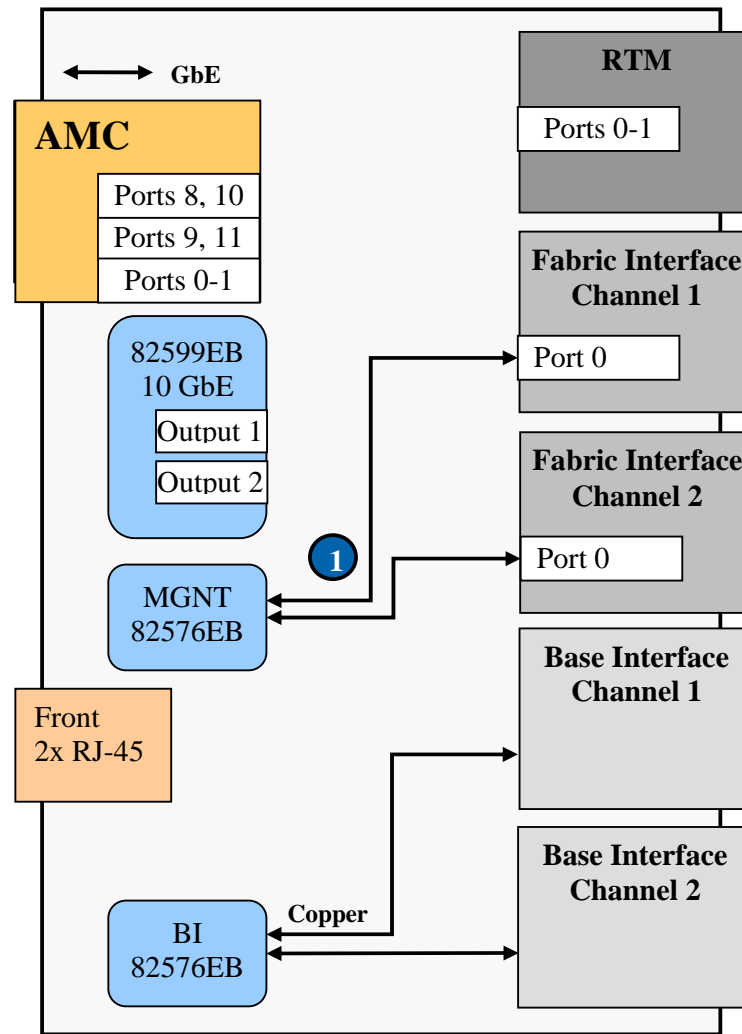 GbE
AMC
Ports 8, 10
Ports 9, 11
Ports 0-1
82599EB
10 GbE
Output 1
Output 2
1
MGNT
82576EB
Front
2x RJ-45
Copper
BI
82576EB
RTM
Ports 0-1
Fabric Interface
Channel 1
Port 0
Fabric Interface
Channel 2
Port 0
Base Interface
Channel 1
Base Interface
Channel 2